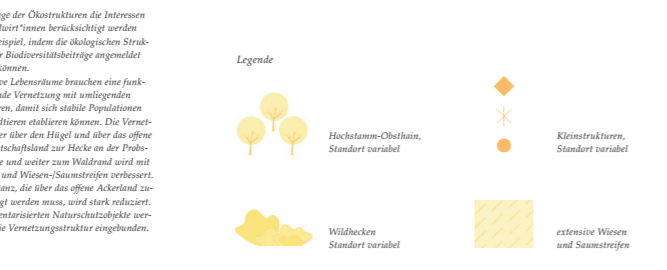 ge der Ökostrukturen die Interessen
dwirt*innen berücksichtigt werden
eispiel, indem die ökologischen Struk-
r Biodiversitätsbeiträge angemeldet
können.
ve Lebensräume brauchen eine funk-
nde Vernetzung mit umliegenden
ren, damit sich stabile Populationen
dtieren etablieren können. Die Vernet-
er über den Hügel und über das offene
tschaftsland zur Hecke an der Probs-
e und weiter zum Waldrand wird mit
und Wiesen-/Saumstreifen verbessert.
anz, die über das offene Ackerland zu-
gt werden muss, wird stark reduziert.
entarisierten Naturschutzobjekte wer-
ie Vernetzungsstruktur eingebunden.
Legende
Hochstamm-Obsthain,
Standort variabel
Kleinstrukturen,
Standort variabel
Wildhecken
Standort variabel
extensive Wiesen
und Saumstreifen